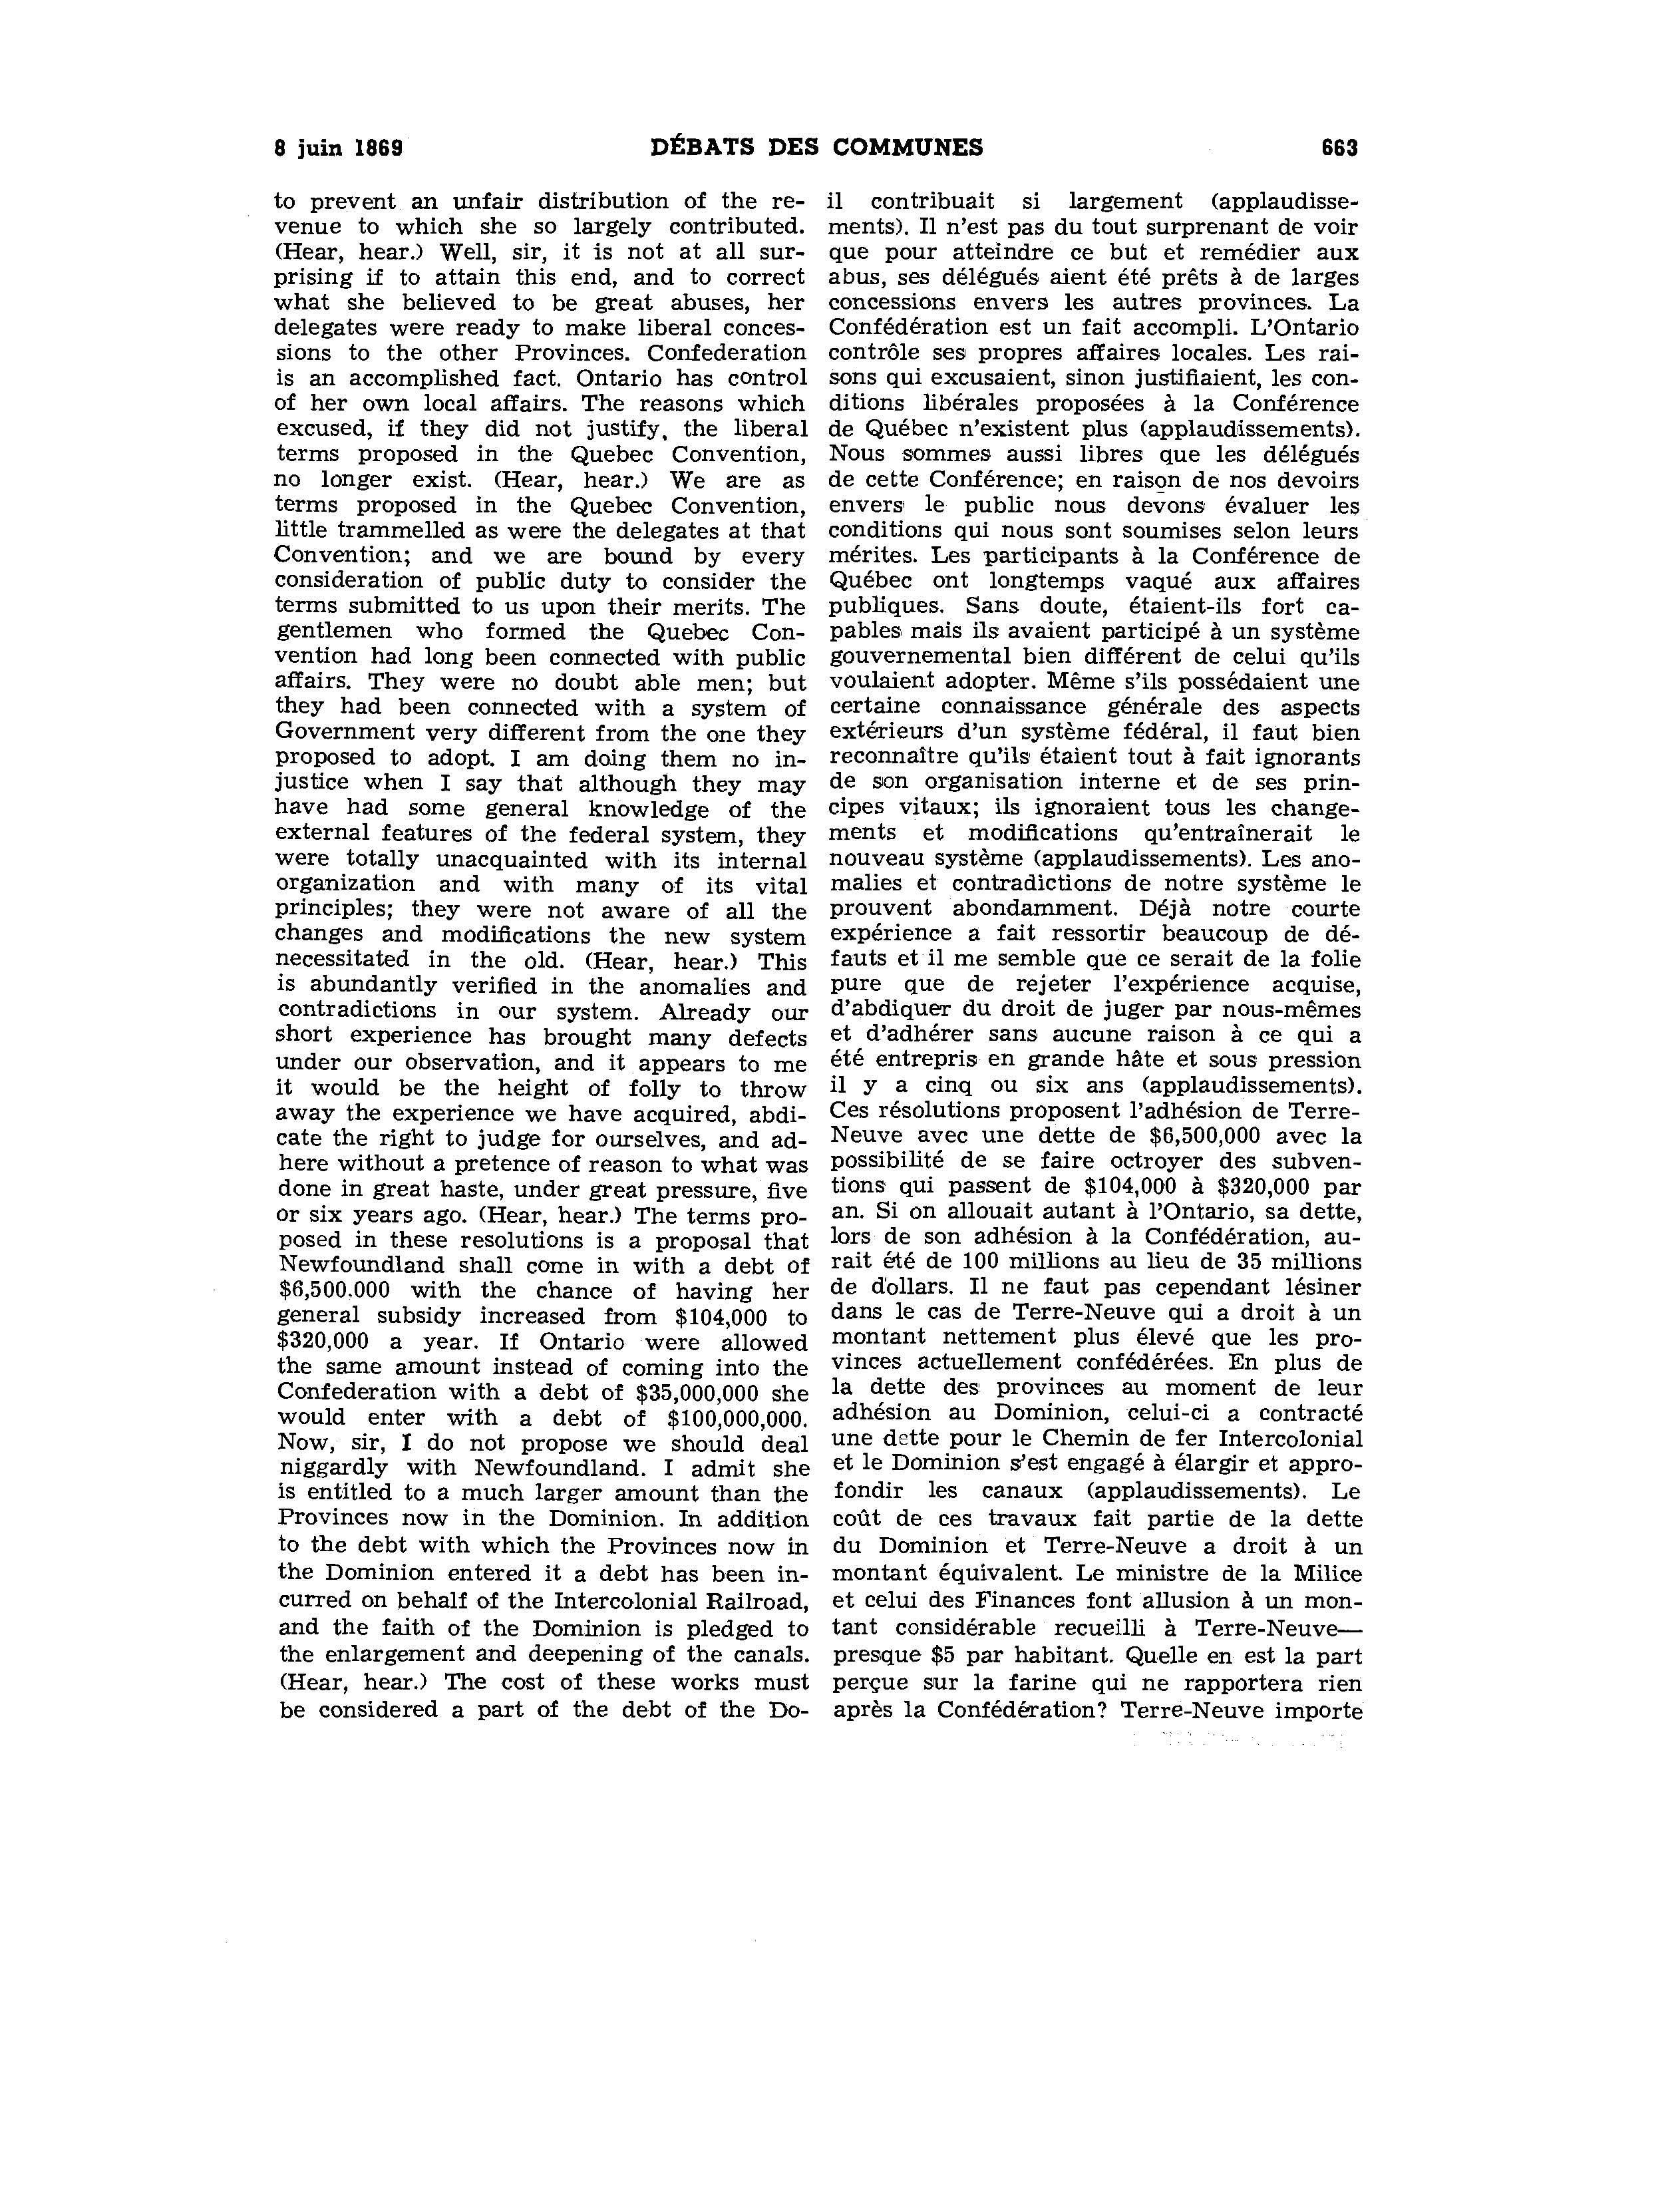 8 juin 1869 DÉBATS DES COMMUNES 663
to prevent an unfair distribution of the re-
venue to which she so largely contributed.
(Hear, hear.) Well, sir, it is not at all sur-
prising if to attain this end, and to correct
what she believed to be great abuses, her
delegates were ready to make liberal conces-
sions to the other Provinces. Confederation
is an accomplished fact. Ontario has control
of her own local affairs. The reasons which
excused, if they did not justify, the liberal
terms proposed in the Quebec Convention,
no longer exist. (Hear, hear.) We are as
terms proposed in the Quebec Convention,
little trammelled as were the delegates at that
Convention; and we are bound by every
consideration of public duty to consider the
terms submitted to us upon their merits. The
gentlemen who formed the Quebec Con-
vention had long been connected with public
affairs. They were no doubt able men; but
they had been connected with a system of
Government very different from the one they
proposed to adopt. I am doing them no in-
justice when I say that although they may
have had some general knowledge of the
external features of the federal system, they
were totally unacquainted with its internal
organization and with many of its vital
principles; they were not aware of all the
changes and modifications the new system
necessitated in the old. (Hear, hear.) This
is abundantly verified in the anomalies and
contradictions in our system. Already our
short experience has brought many defects
under our observation, and it appears to me
it would be the height of folly to throw
away the experience we have acquired, abdi-
cate the right to judge for ourselves, and ad-
here without a pretence of reason to what was
done in great haste, under great pressure, five
or six years ago. (Hear, hear.) The terms pro-
posed in these resolutions is a proposal that
Newfoundland shall come in with a debt of
$6,500,000 with the chance of having her
general subsidy increased from $104,000 to
$320,000 a year. If Ontario were allowed
the same amount instead of coming into the
Confederation with a debt of $35,000,000 she
would enter with a debt of $100,000,000.
Now, sir, I do not propose we should deal
niggardly with Newfoundland. I admit she
is entitled to a much larger amount than the
Provinces now in the Dominion. In addition
to the debt with which the Provinces now in
the Dominion entered it a debt has been in-
curred on behalf of the Intercolonial Railroad,
and the faith of the Dominion is pledged to
the enlargement and deepening of the canals.
(Hear, hear.) The cost of these works must
be considered a part of the debt of the Do-
il contribuait si largement (applaudisse-
ments). Il n'est pas du tout surprenant de voir
que pour atteindre ce but et remédier aux
abus, ses délégués aient été prêts à de larges
concessions envers les autres provinces. La
Confédération est un fait accompli. L'Ontario
contrôle ses propres affaires locales. Les rai-
sons qui excusaient, sinon justifiaient, les con-
ditions libérales proposées à la Conférence
de Québec n'existent plus (applaudissements).
Nous sommes aussi libres que les délégués
de cette Conférence; en raison de nos devoirs
envers le public nous devons évaluer les
conditions qui nous sont soumises selon leurs
mérites. Les participants à la Conférence de
Québec ont longtemps vaqué aux affaires
publiques. Sans doute, étaient-ils fort ca-
pables mais ils avaient participé à un système
gouvernemental bien différent de celui qu'ils
voulaient adopter. Même s'ils possédaient une
certaine connaissance générale des aspects
extérieurs d'un système fédéral, il faut bien
reconnaître qu'ils étaient tout à fait ignorants
de son organisation interne et de ses prin-
cipes vitaux; ils ignoraient tous les change-
ments et modifications qu'entraînerait le
nouveau système (applaudissements). Les ano-
malies et contradictions de notre système le
prouvent abondamment. Déjà notre courte
expérience a fait ressortir beaucoup de dé-
fauts et il me semble que ce serait de la folie
pure que de rejeter l'expérience acquise,
d'abdiquer du droit de juger par nous-mêmes
et d'adhérer sans aucune raison à ce qui a
été entrepris en grande hâte et sous pression
il y a cinq ou six ans (applaudissements).
Ces résolutions proposent l'adhésion de Terre-
Neuve avec une dette de $6,500,000 avec la
possibilité de se faire octroyer des subven-
tions qui passent de $104,000 à $320,000 par
an. Si on allouait autant à l'Ontario, sa dette,
lors de son adhésion à la Confédération, au-
rait été de 100 millions au lieu de 35 millions
de dollars. Il ne faut pas cependant lésiner
dans le cas de Terre-Neuve qui a droit à un
montant nettement plus élevé que les pro-
vinces actuellement confédérées. En plus de
la dette des provinces au moment de leur
adhésion au Dominion, celui-ci a contracté
une dette pour le Chemin de fer Intercolonial
et le Dominion s'est engagé à élargir et appro-
fondir les canaux (applaudissements). Le
coût de ces travaux fait partie de la dette
du Dominion et Terre-Neuve a droit à un
montant équivalent. Le ministre de la Milice
et celui des Finances font allusion à un mon-
tant considérable recueilli à Terre-Neuve—
presque $5 par habitant. Quelle en est la part
perçue sur la farine qui ne rapportera rien
après la Confédération? Terre-Neuve importe